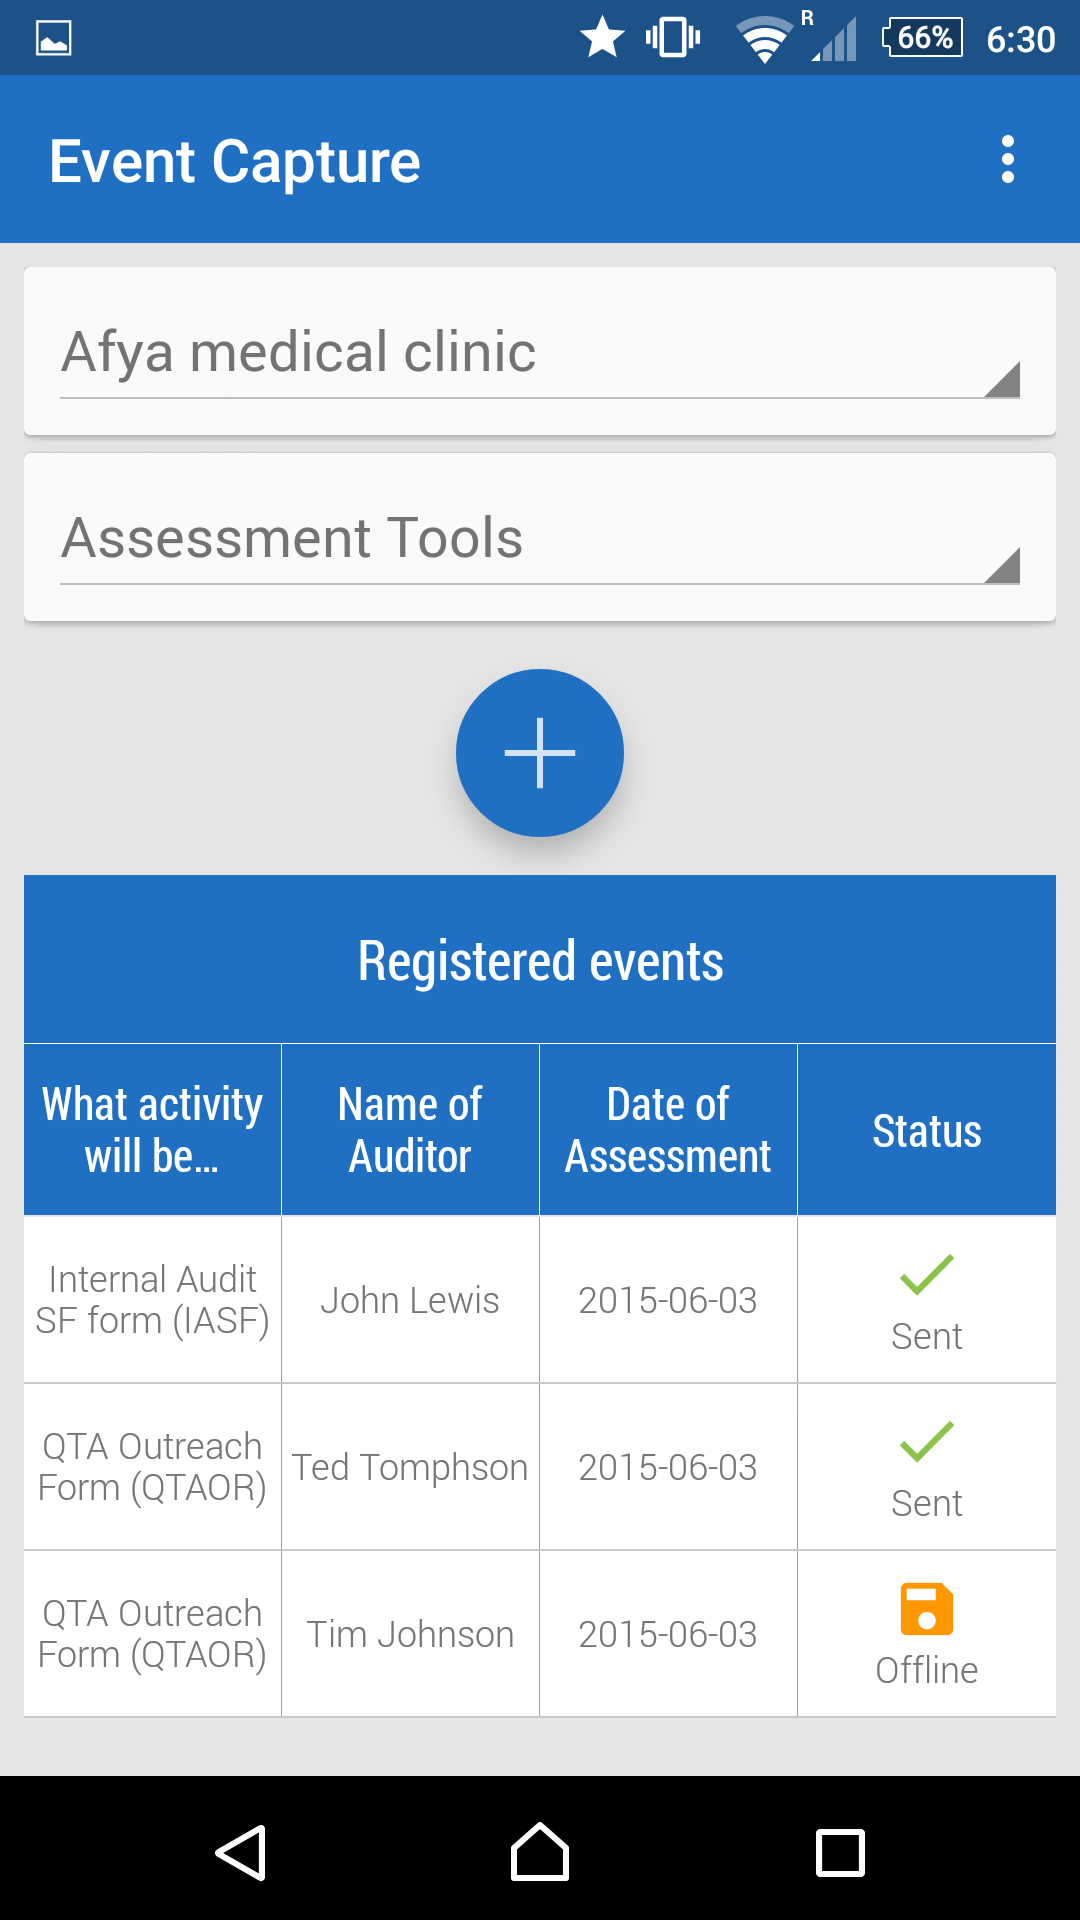 R
66%
6:30
Event Capture
Afya medical clinic
Assessment Tools
Registered events
What activity
will be...
Name of
Auditor
Date of
Assessment
Status
Internal Audit
SF form (IASF)
John Lewis
2015-06-03
Sent
QTA Outreach
Form (QTAOR)
Ted Tomphson
2015-06-03
Sent
QTA Outreach
Form (QTAOR)
Tim Johnson
2015-06-03
Offline